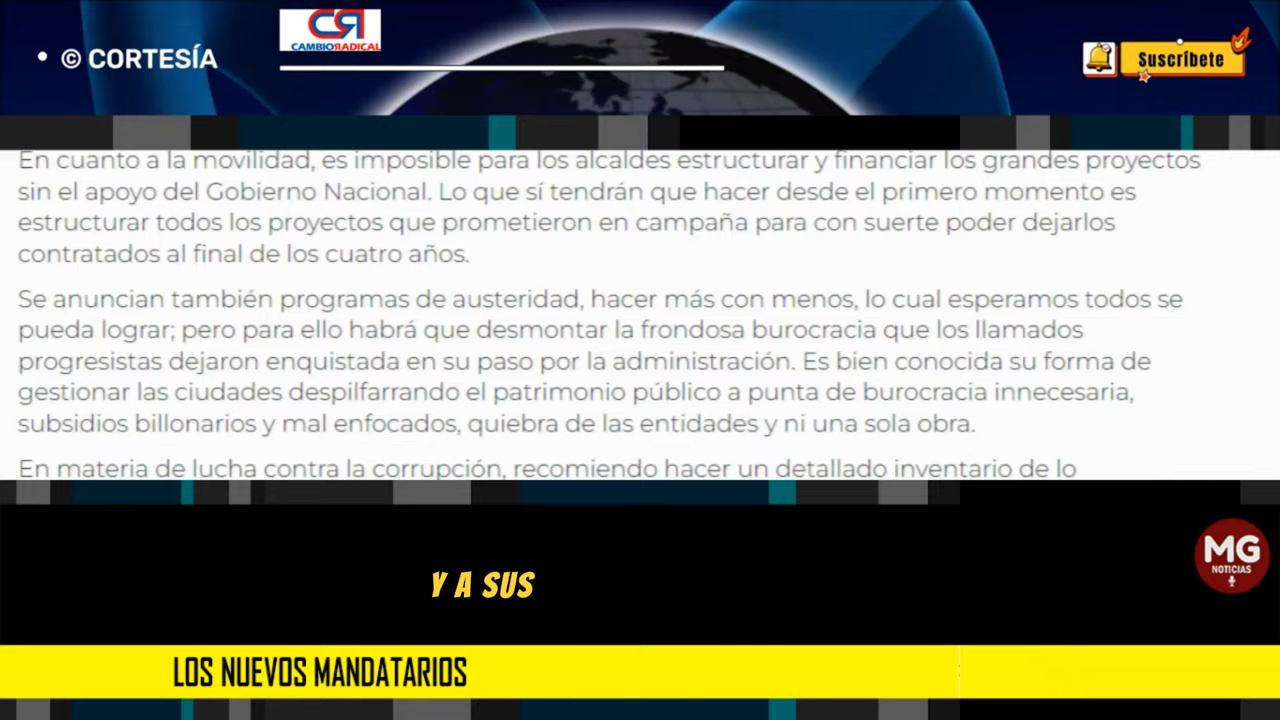 • © CORTESÍA
CR
CAMBIO RADICAL
Suscríbete
En cuanto a la movilidad, es imposible para los alcaldes estructurar y financiar los grandes proyectos
sin el apoyo del Gobierno Nacional. Lo que sí tendrán que hacer desde el primero momento es
estructurar todos los proyectos que prometieron en campaña para con suerte poder dejarlos
contratados al final de los cuatro años.
Se anuncian también programas de austeridad, hacer más con menos, lo cual esperamos todos se
pueda lograr; pero para ello habrá que desmontar la frondosa burocracia que los llamados
progresistas dejaron enquistada en su paso por la administración. Es bien conocida su forma de
gestionar las ciudades despilfarrando el patrimonio público a punta de burocracia innecesaria,
subsidios billonarios y mal enfocados, quiebra de las entidades y ni una sola obra.
En materia de lucha contra la corrupción, recomiendo hacer un detallado inventario de lo
MG
NOTICIAS
Y A SUS
LOS NUEVOS MANDATARIOS